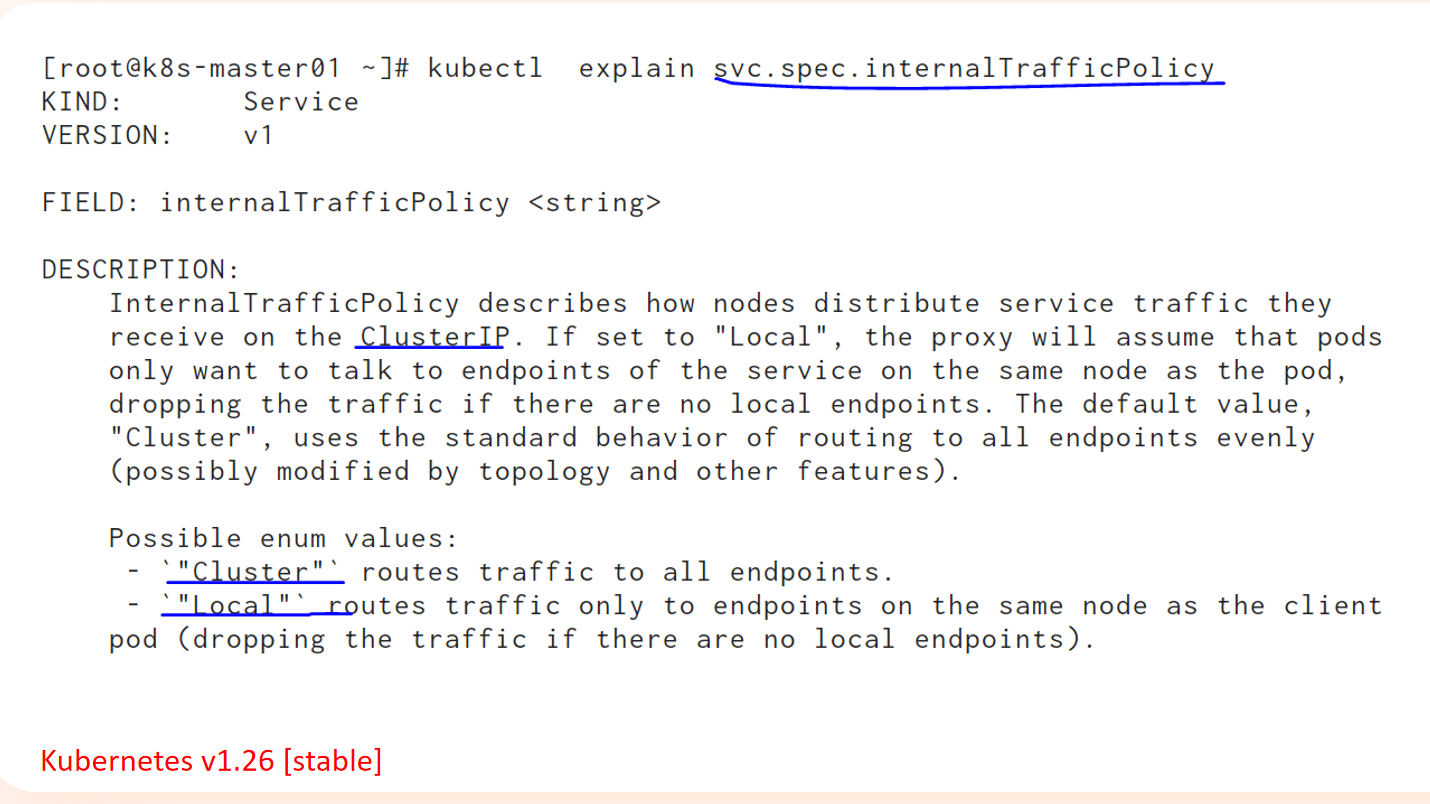 [root@k8s-master01 ~]# kubectl  explain svc.spec.internalTrafficPolicy
KIND:       Service
VERSION:    v1
FIELD: internalTrafficPolicy <string>
DESCRIPTION:
InternalTrafficPolicy describes how nodes distribute service traffic they
receive on the ClusterIP. If set to "Local", the proxy will assume that pods
only want to talk to endpoints of the service on the same node as the pod,
dropping the traffic if there are no local endpoints. The default value,
"Cluster", uses the standard behavior of routing to all endpoints evenly
(possibly modified by topology and other features).
Possible enum values:
- `"Cluster"` routes traffic to all endpoints.
- `"Local"` routes traffic only to endpoints on the same node as the client
pod (dropping the traffic if there are no local endpoints).
Kubernetes v1.26 [stable]